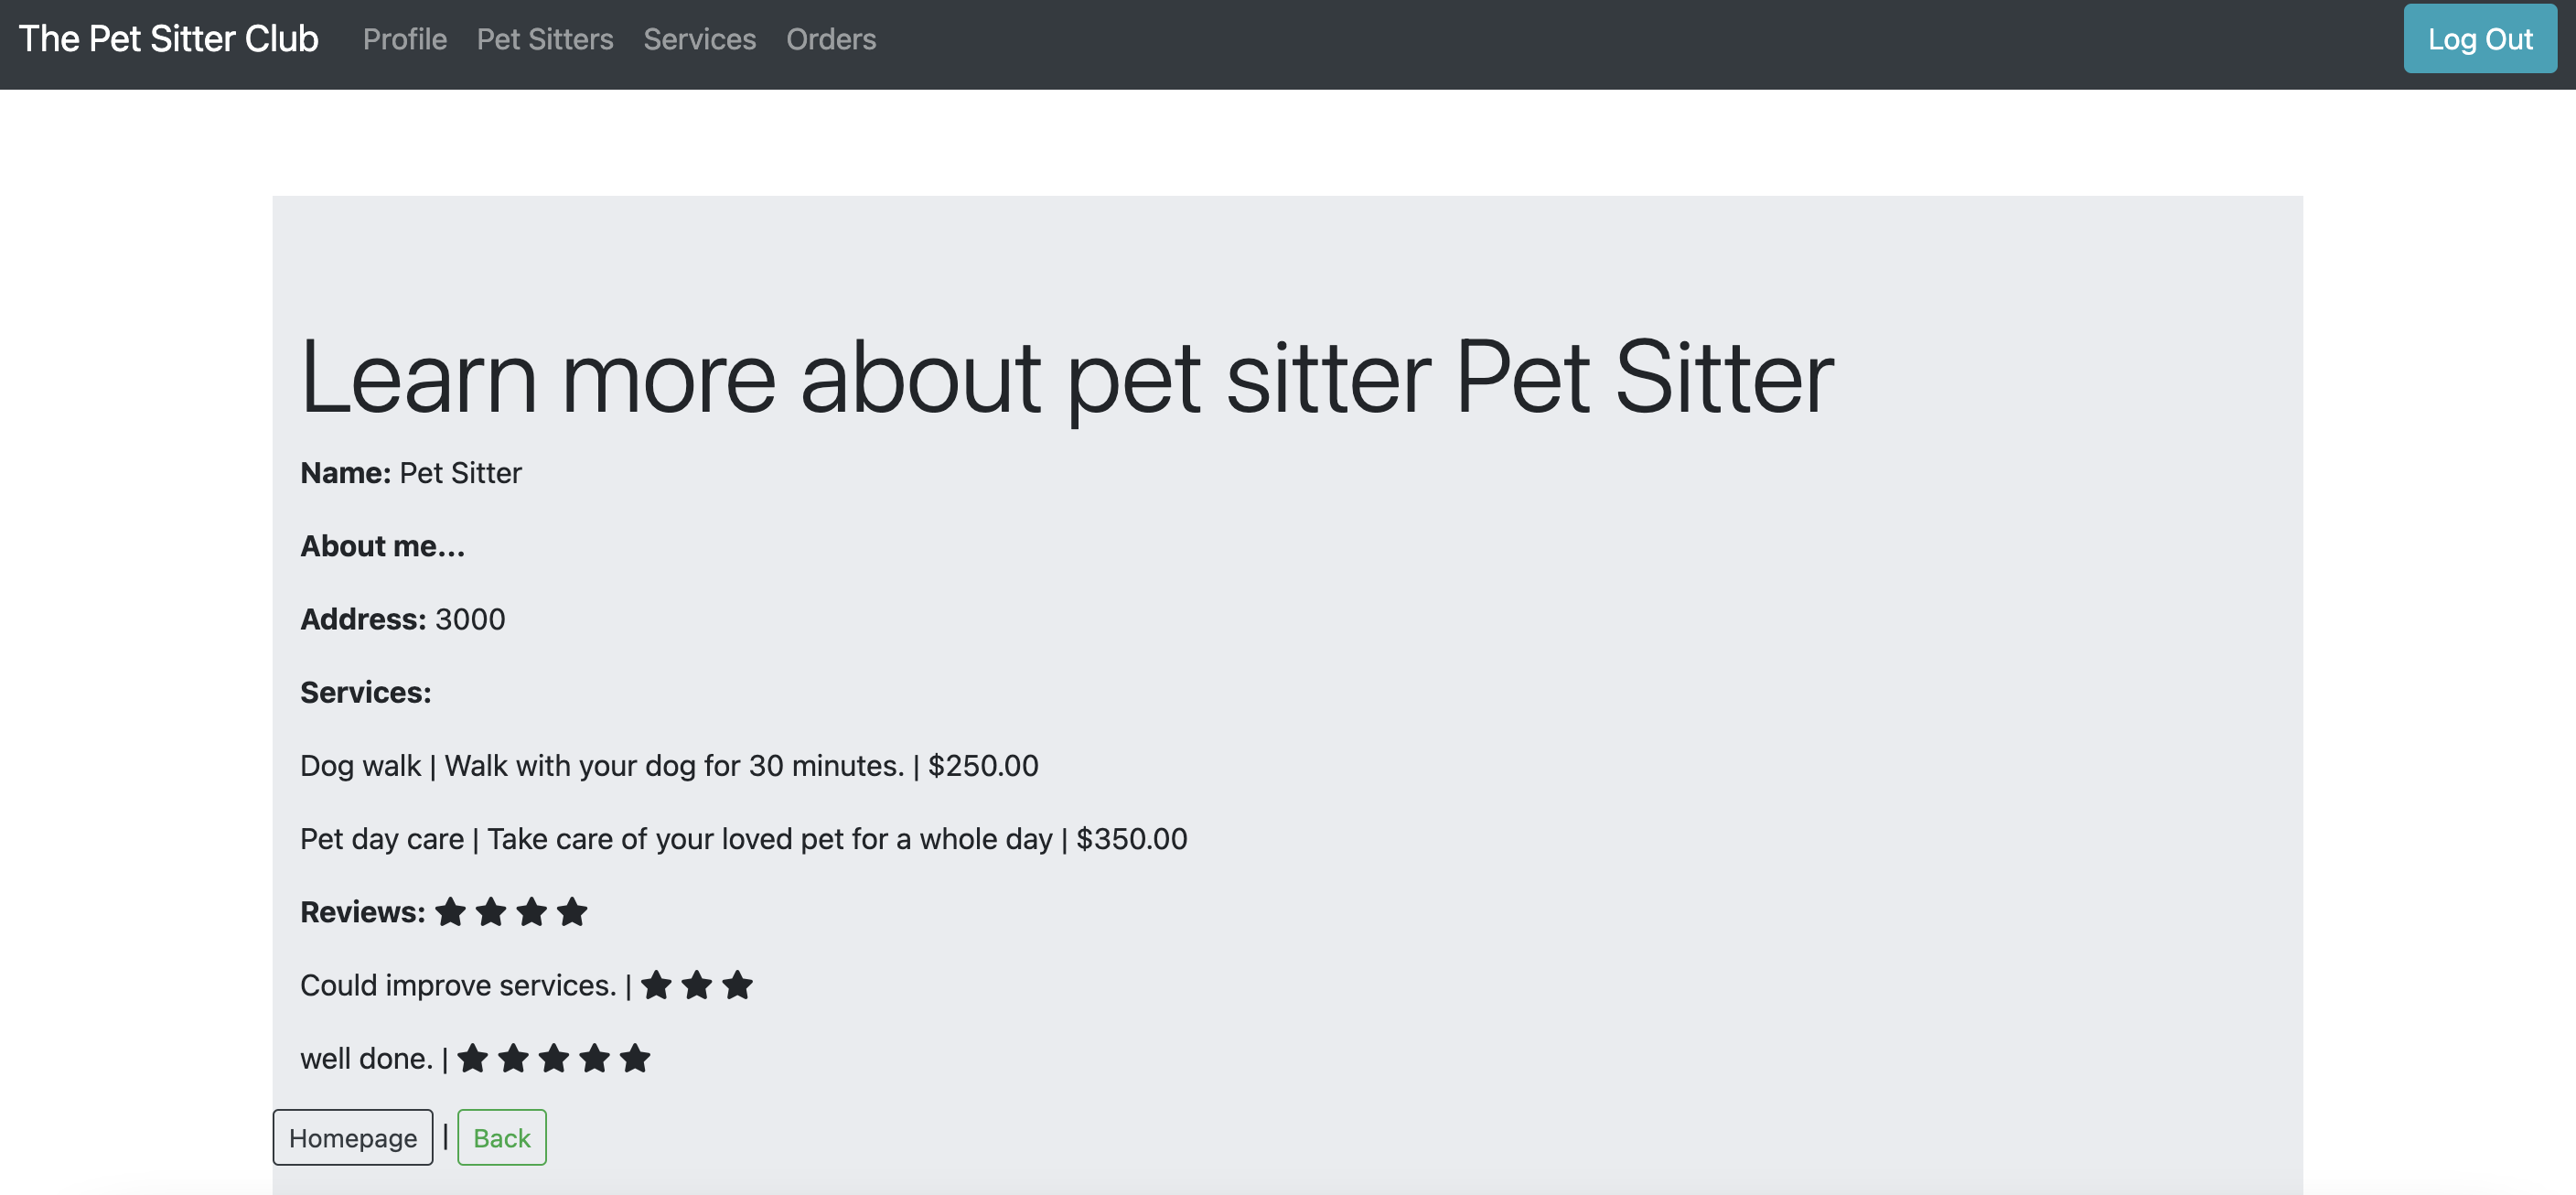 The Pet Sitter Club Profile Pet Sitters Services Orders Log Out
Learn more about pet sitter Pet Sitter
Name: Pet Sitter
About me...
Address: 3000
Services:
Dog walk | Walk with your dog for 30 minutes. | $250.00
Pet day care | Take care of your loved pet for a whole day | $350.00
Reviews: ★ ★ ★ ★
Could improve services. | ★ ★ ★
well done. | ★ ★ ★ ★ ★
Homepage | Back